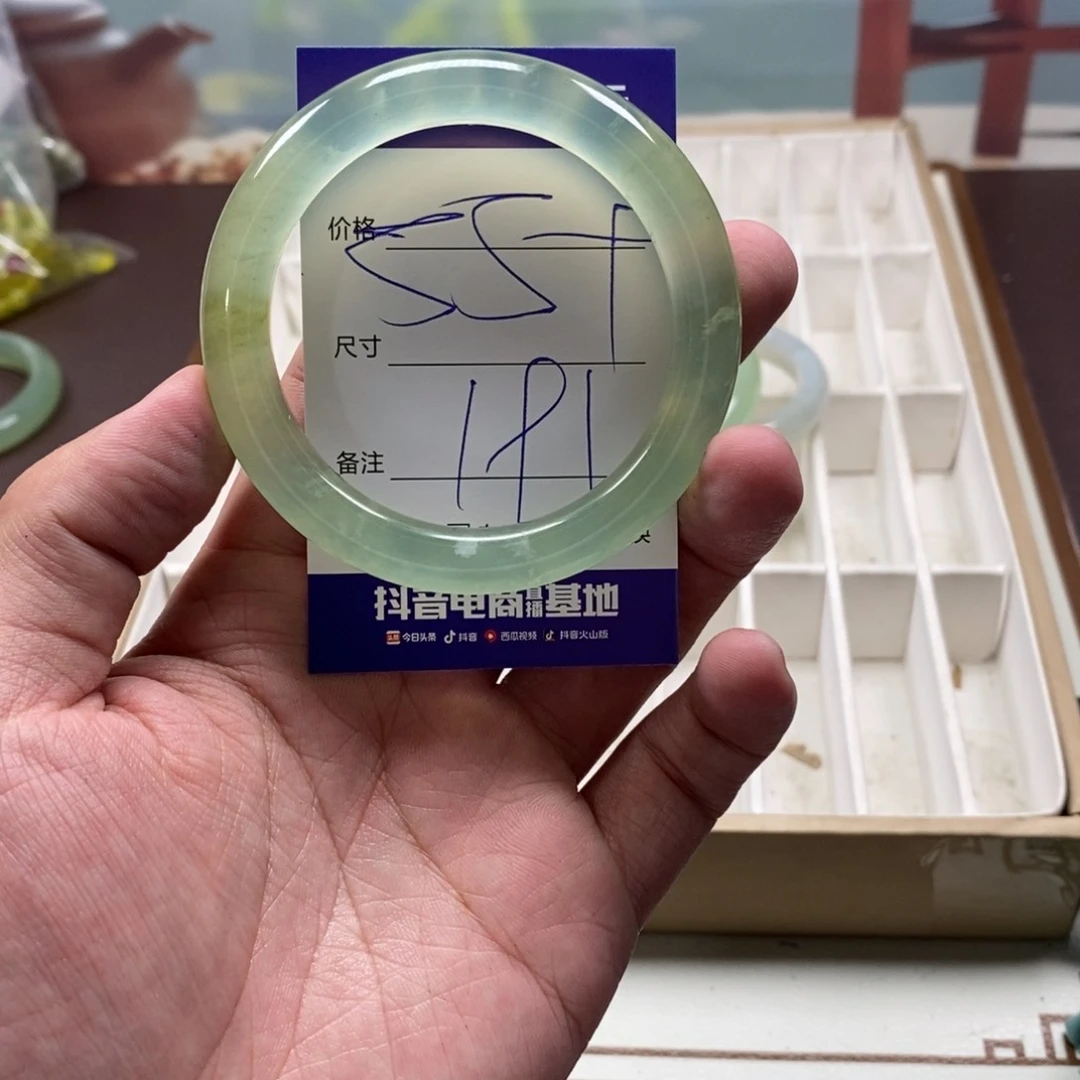 价格
55千
尺寸
191
备注
抖音电商直播基地
今日头条 抖音 西瓜视频 抖音火山版